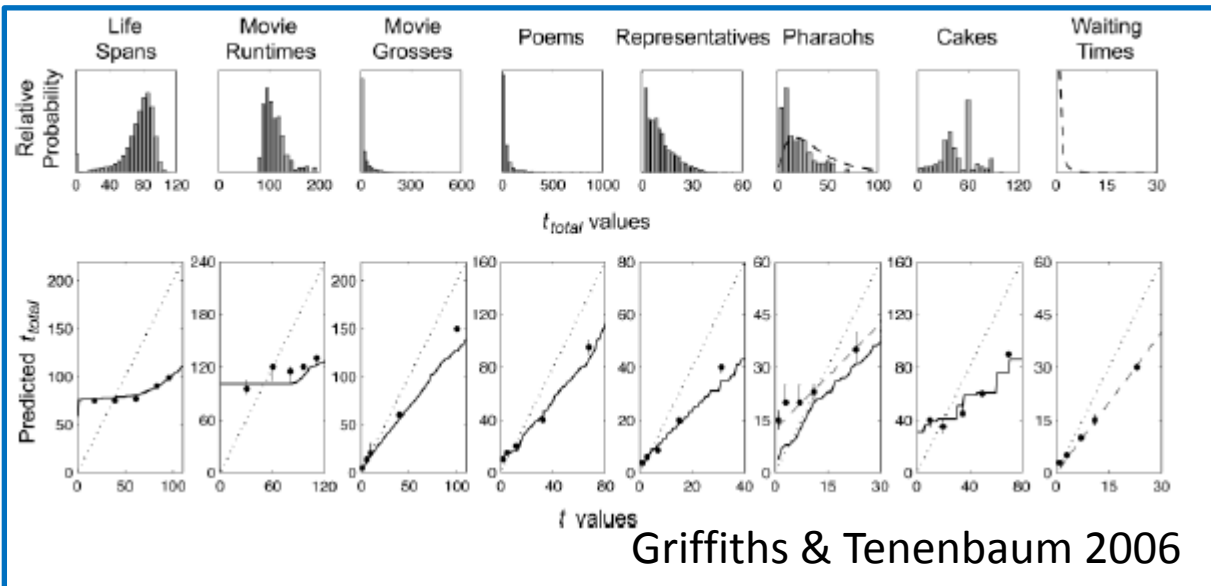 Life Spans
Movie Runtimes
Movie Grosses
Poems
Representatives
Pharaohs
Cakes
Waiting Times
Relative Probability
0 40 80 120
0 100 200
0 300 600
0 500 1000
0 30 60
0 50 100
0 60 120
0 15 30
t_total values
Predicted t_total
200
150
100
50
0
240
180
120
60
0
200
150
100
50
0
160
120
80
40
0
80
60
40
20
0
60
45
30
15
0
160
120
80
40
0
60
45
30
15
0
0 50 100
0 60 120
0 50 100
0 40 80
0 20 40
0 15 30
0 40 80
0 15 30
t values
Griffiths & Tenenbaum 2006